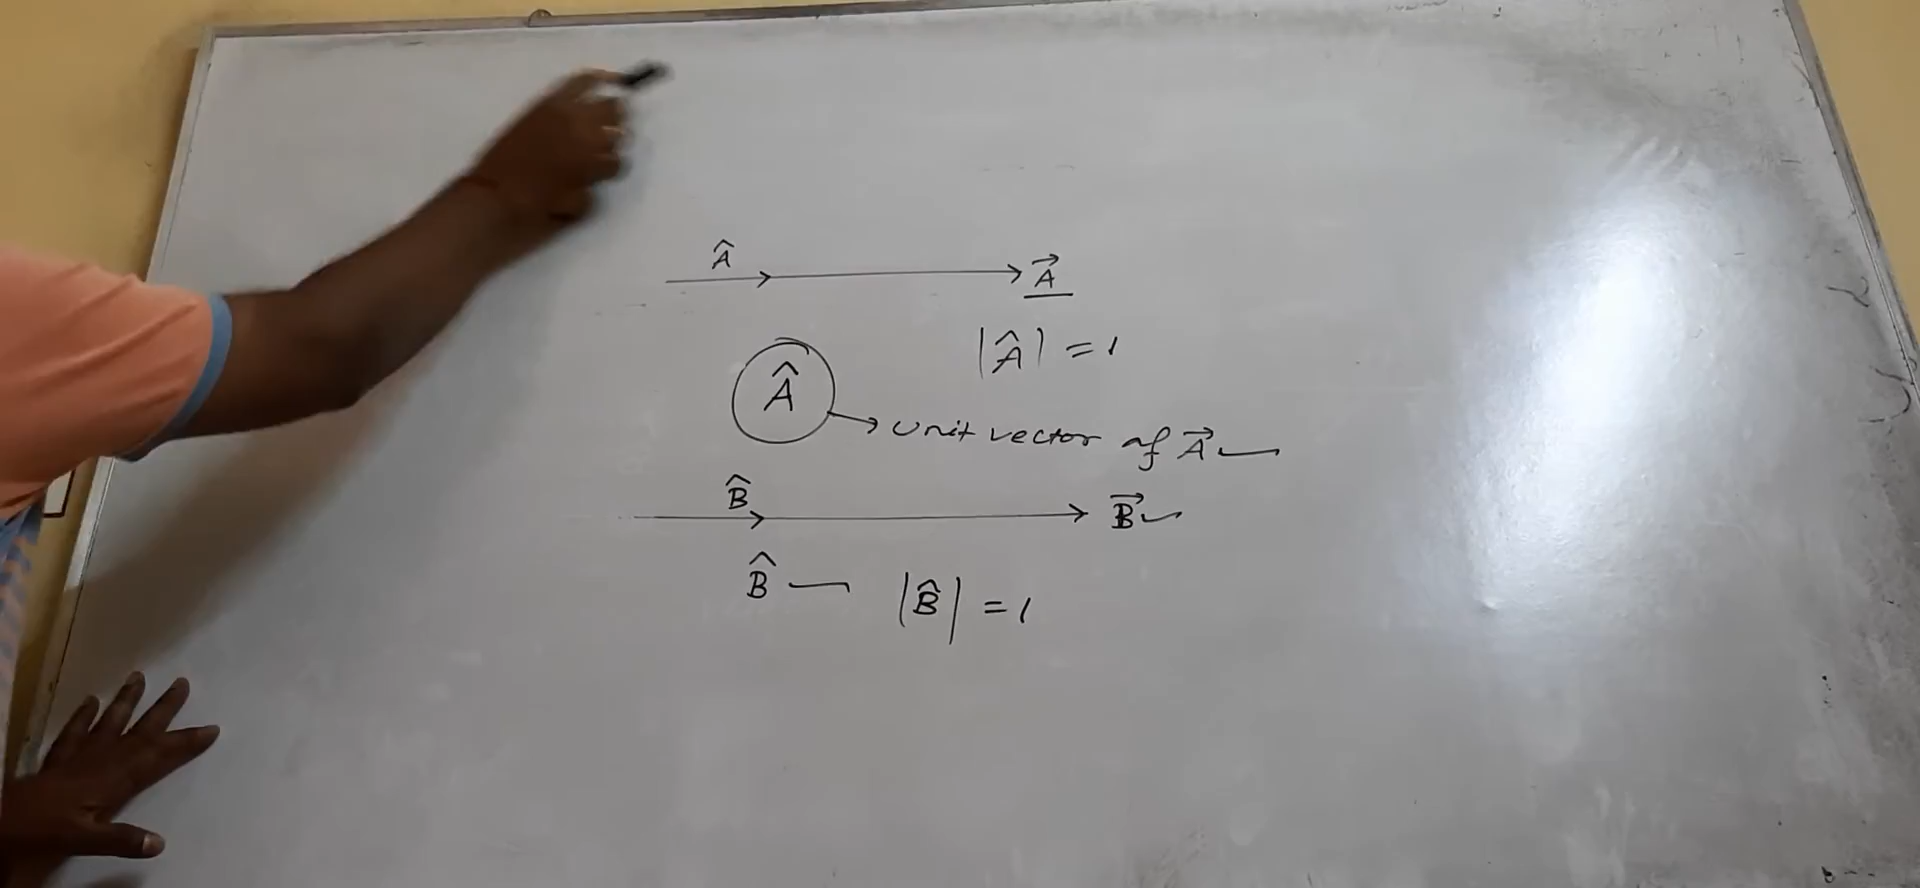 Â A⃗
|Â| = 1
Â → unit vector of A⃗
B̂ B⃗
B̂ |B̂| = 1